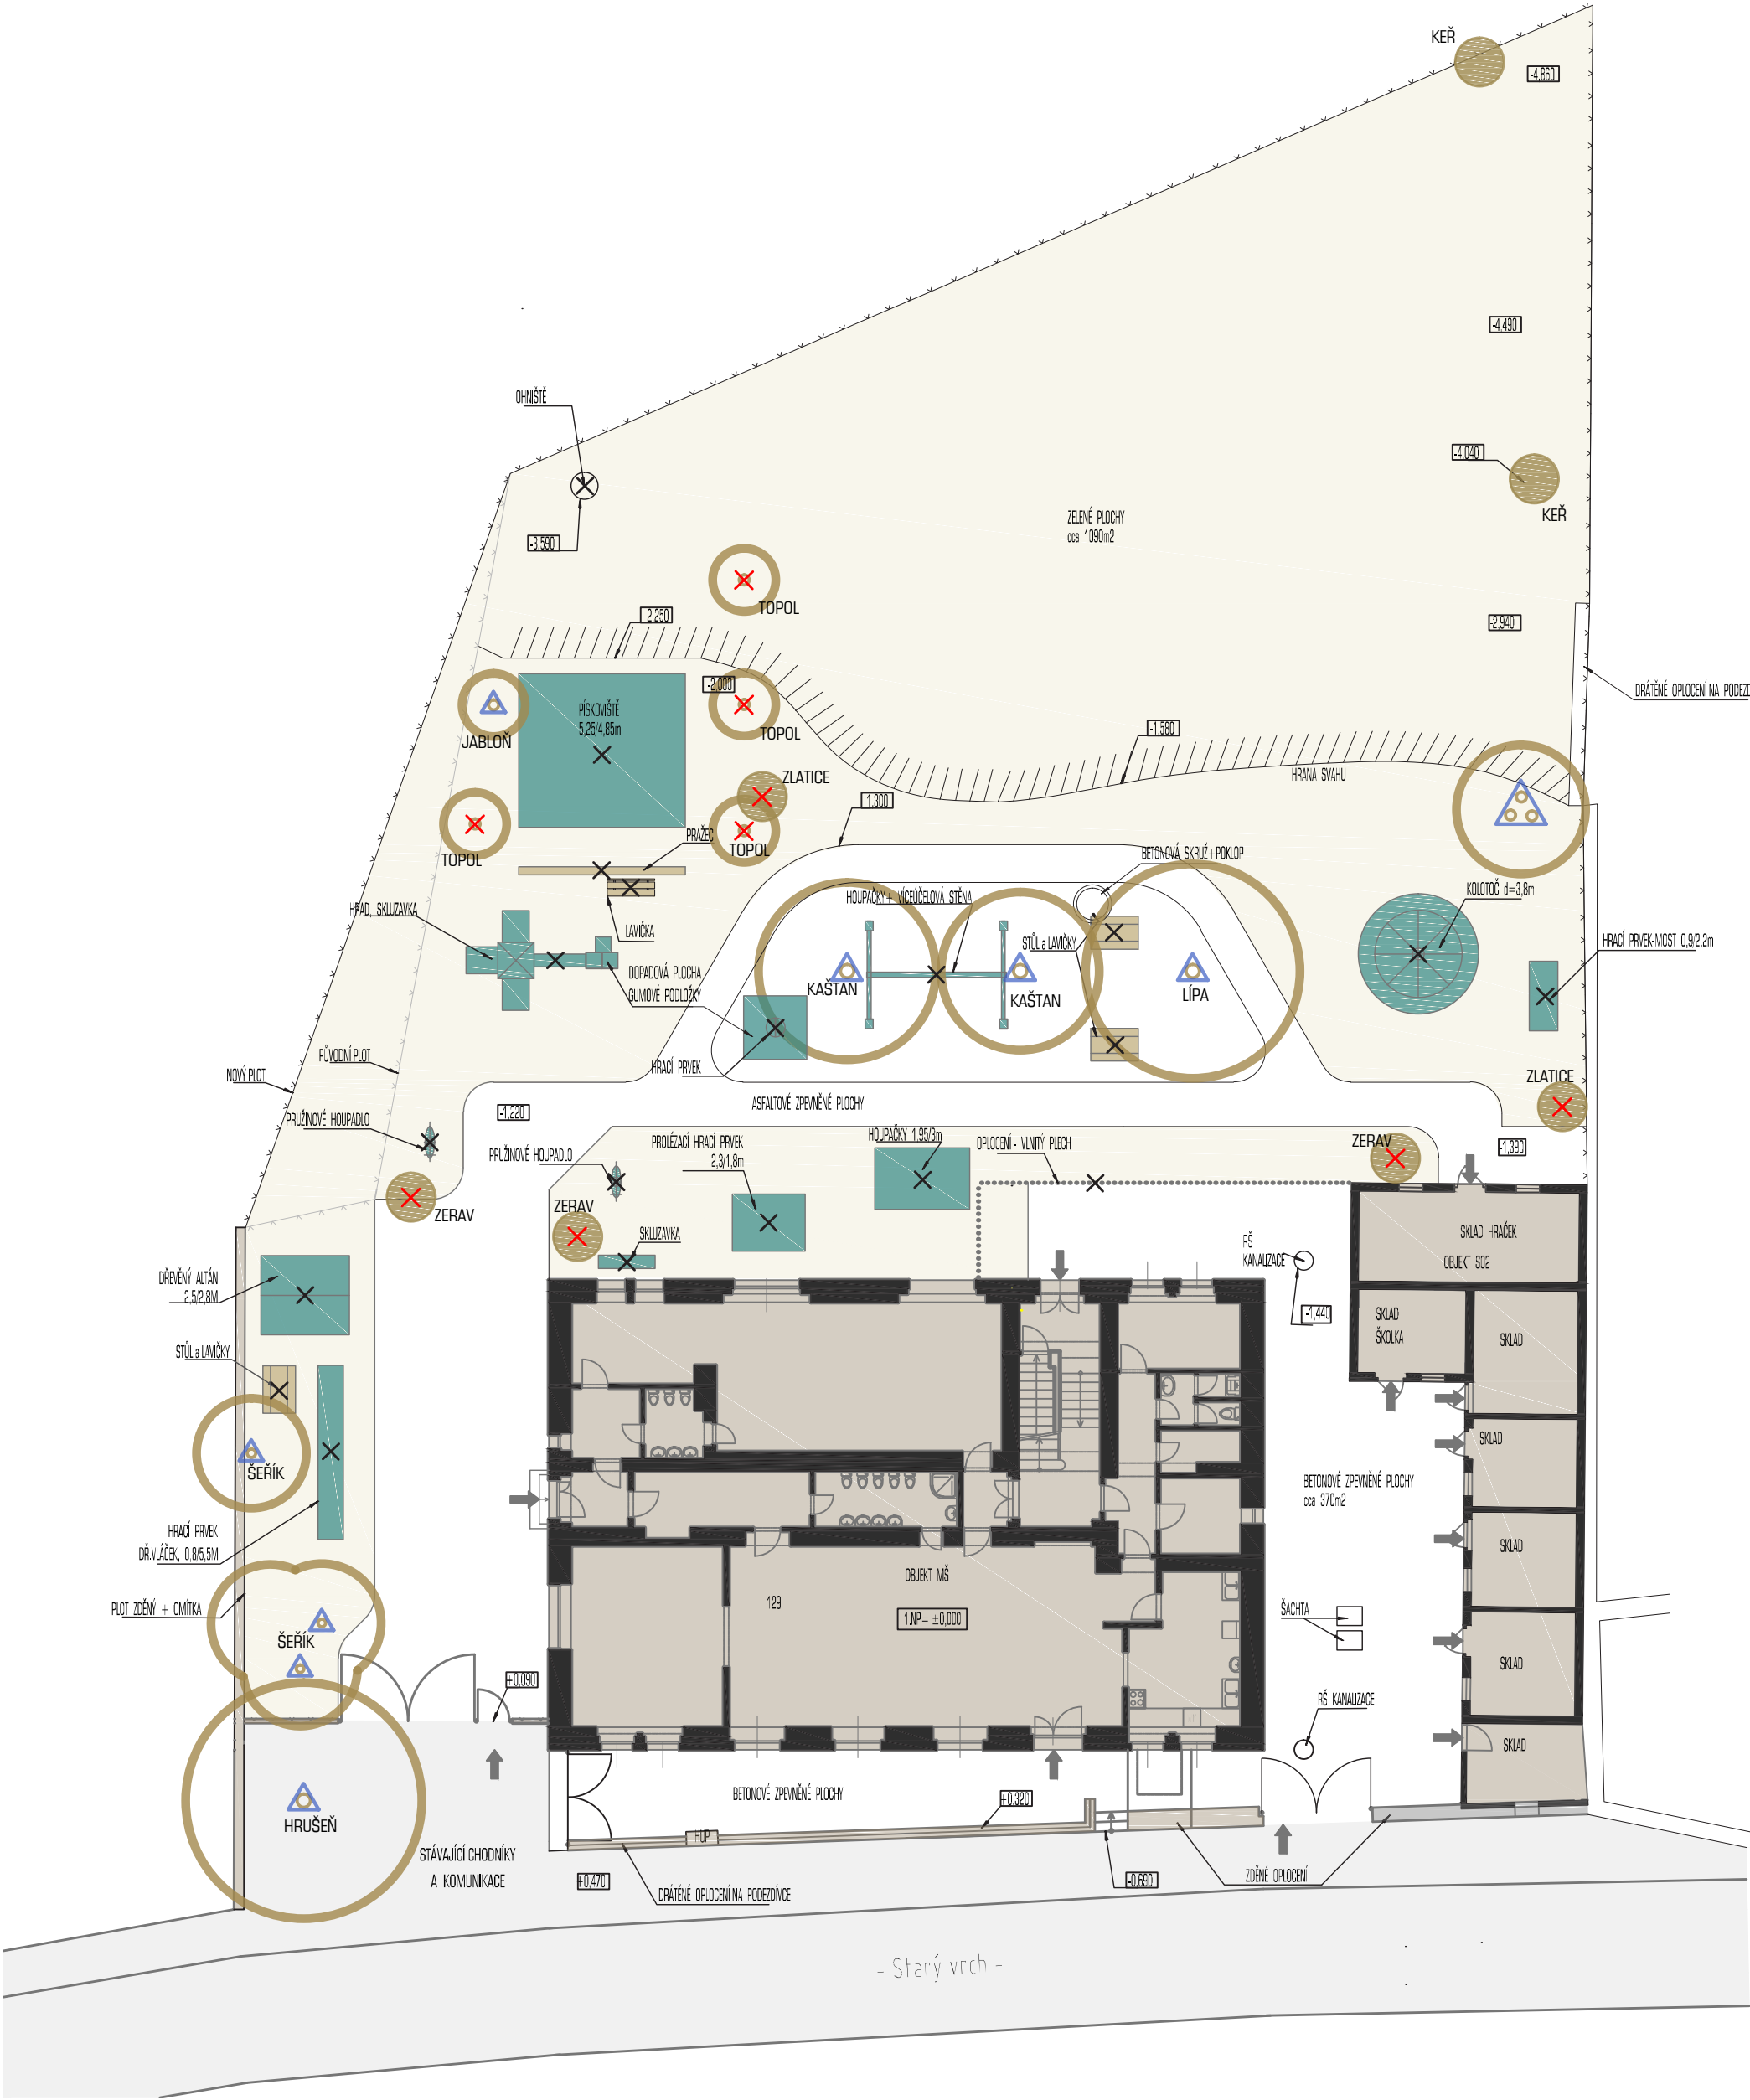 KEŘ
-4,860
-4,490
OHNIŠTĚ
-4,040
KEŘ
ZELENÉ PLOCHY
cca 1090m2
-3,590
TOPOL
-2,250
-2,940
-2,000
DRÁTĚNÉ OPLOCENÍ NA PODEZD
PÍSKOVIŠTĚ
5,25/4,85m
JABLOŇ
TOPOL
-1,580
HRANA SVAHU
ZLATICE
-1,300
PRAŽEC
TOPOL
TOPOL
BETONOVÁ SKRUŽ+POKLOP
HOUPAČKY+ VÍCEÚČELOVÁ STĚNA
KOLOTOČ d=3,8m
HRAD, SKLUZAVKA
LAVIČKA
STŮL a LAVIČKY
HRACÍ PRVEK-MOST 0,9/2,2m
DOPADOVÁ PLOCHA
GUMOVÉ PODLOŽKY
KAŠTAN
KAŠTAN
LÍPA
PŮVODNÍ PLOT
NOVÝ PLOT
HRACÍ PRVEK
ZLATICE
ASFALTOVÉ ZPEVNĚNÉ PLOCHY
-1.220
PRUŽINOVÉ HOUPADLO
PROLÉZACÍ HRACÍ PRVEK
2,3/1,8m
HOUPAČKY 1,95/3m
OPLOCENÍ - VLNITÝ PLECH
ZERAV
-1,390
PRUŽINOVÉ HOUPADLO
ZERAV
ZERAV
SKLUZAVKA
SKLAD HRAČEK
OBJEKT SO2
RŠ
KANALIZACE
DŘEVĚNÝ ALTÁN
2,5/2,8M
-1,440
SKLAD
ŠKOLKA
SKLAD
STŮL a LAVIČKY
SKLAD
ŠEŘÍK
BETONOVÉ ZPEVNĚNÉ PLOCHY
cca 370m2
HRACÍ PRVEK
DŘ.VLÁČEK, 0,8/5,5M
SKLAD
OBJEKT MŠ
129
1.NP= ±0,000
PLOT ZDĚNÝ + OMÍTKA
ŠACHTA
ŠEŘÍK
SKLAD
+0.090
RŠ KANALIZACE
SKLAD
BETONOVÉ ZPEVNĚNÉ PLOCHY
+0.320
HRUŠEŇ
HUP
STÁVAJÍCÍ CHODNÍKY
A KOMUNIKACE
+0,470
DRÁTĚNÉ OPLOCENÍ NA PODEZDÍVCE
-0.690
ZDĚNÉ OPLOCENÍ
- Starý vrch -